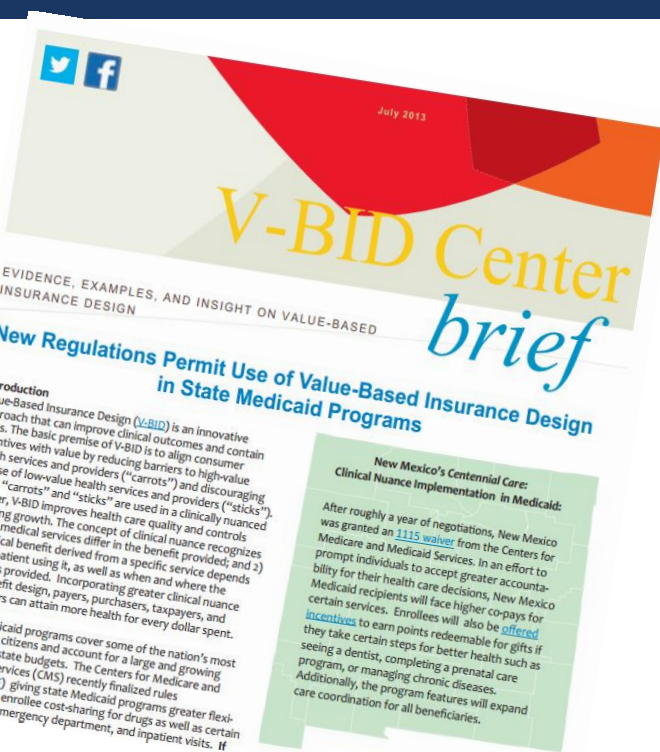 July 2013
V-BID Center
brief
EVIDENCE, EXAMPLES, AND INSIGHT ON VALUE-BASED
INSURANCE DESIGN
New Regulations Permit Use of Value-Based Insurance Design
in State Medicaid Programs
roduction
ue-Based Insurance Design (V-BID) is an innovative
roach that can improve clinical outcomes and contain
s. The basic premise of V-BID is to align consumer
ntives with value by reducing barriers to high-value
h services and providers (“carrots”) and discouraging
se of low-value health services and providers (“sticks”).
“carrots” and “sticks” are used in a clinically nuanced
er, V-BID improves health care quality and controls
ng growth. The concept of clinical nuance recognizes
medical services differ in the benefit provided; and 2)
cal benefit derived from a specific service depends
atient using it, as well as when and where the
s provided. Incorporating greater clinical nuance
efit design, payers, purchasers, taxpayers, and
rs can attain more health for every dollar spent.
icaid programs cover some of the nation’s most
citizens and account for a large and growing
state budgets. The Centers for Medicare and
ervices (CMS) recently finalized rules
giving state Medicaid programs greater flexi-
enrollee cost-sharing for drugs as well as certain
mergency department, and inpatient visits. If
New Mexico’s Centennial Care:
Clinical Nuance Implementation in Medicaid:
After roughly a year of negotiations, New Mexico
was granted an 1115 waiver from the Centers for
Medicare and Medicaid Services. In an effort to
prompt individuals to accept greater accounta-
bility for their health care decisions, New Mexico
Medicaid recipients will face higher co-pays for
certain services. Enrollees will also be offered
incentives to earn points redeemable for gifts if
they take certain steps for better health such as
seeing a dentist, completing a prenatal care
program, or managing chronic diseases.
Additionally, the program features will expand
care coordination for all beneficiaries.